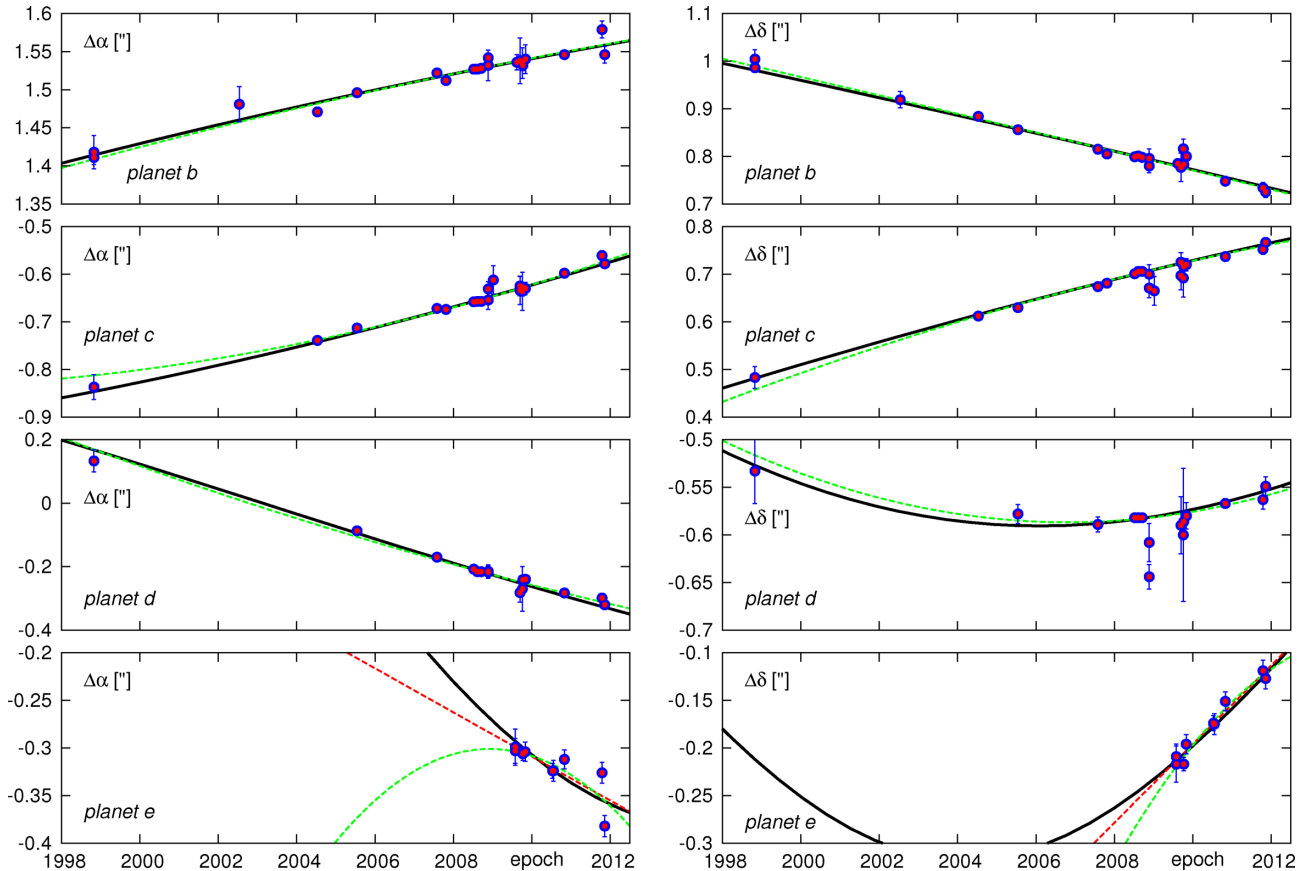 1.6
1.55
1.5
1.45
1.4
1.35
Δα ["]
planet b
1.1
1
0.9
0.8
0.7
Δδ ["]
planet b
-0.5
-0.6
-0.7
-0.8
-0.9
Δα ["]
planet c
0.8
0.7
0.6
0.5
0.4
Δδ ["]
planet c
0.2
0
-0.2
-0.4
Δα ["]
planet d
-0.5
-0.55
-0.6
-0.65
-0.7
Δδ ["]
planet d
-0.2
-0.25
-0.3
-0.35
-0.4
Δα ["]
planet e
1998 2000 2002 2004 2006 2008 epoch 2012
-0.1
-0.15
-0.2
-0.25
-0.3
Δδ ["]
planet e
1998 2000 2002 2004 2006 2008 epoch 2012